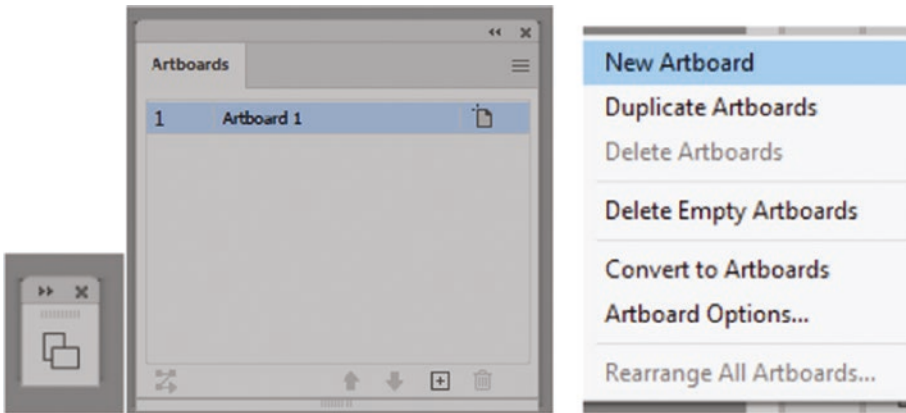 Artboards
1 Artboard 1
New Artboard
Duplicate Artboards
Delete Artboards
Delete Empty Artboards
Convert to Artboards
Artboard Options...
Rearrange All Artboards...